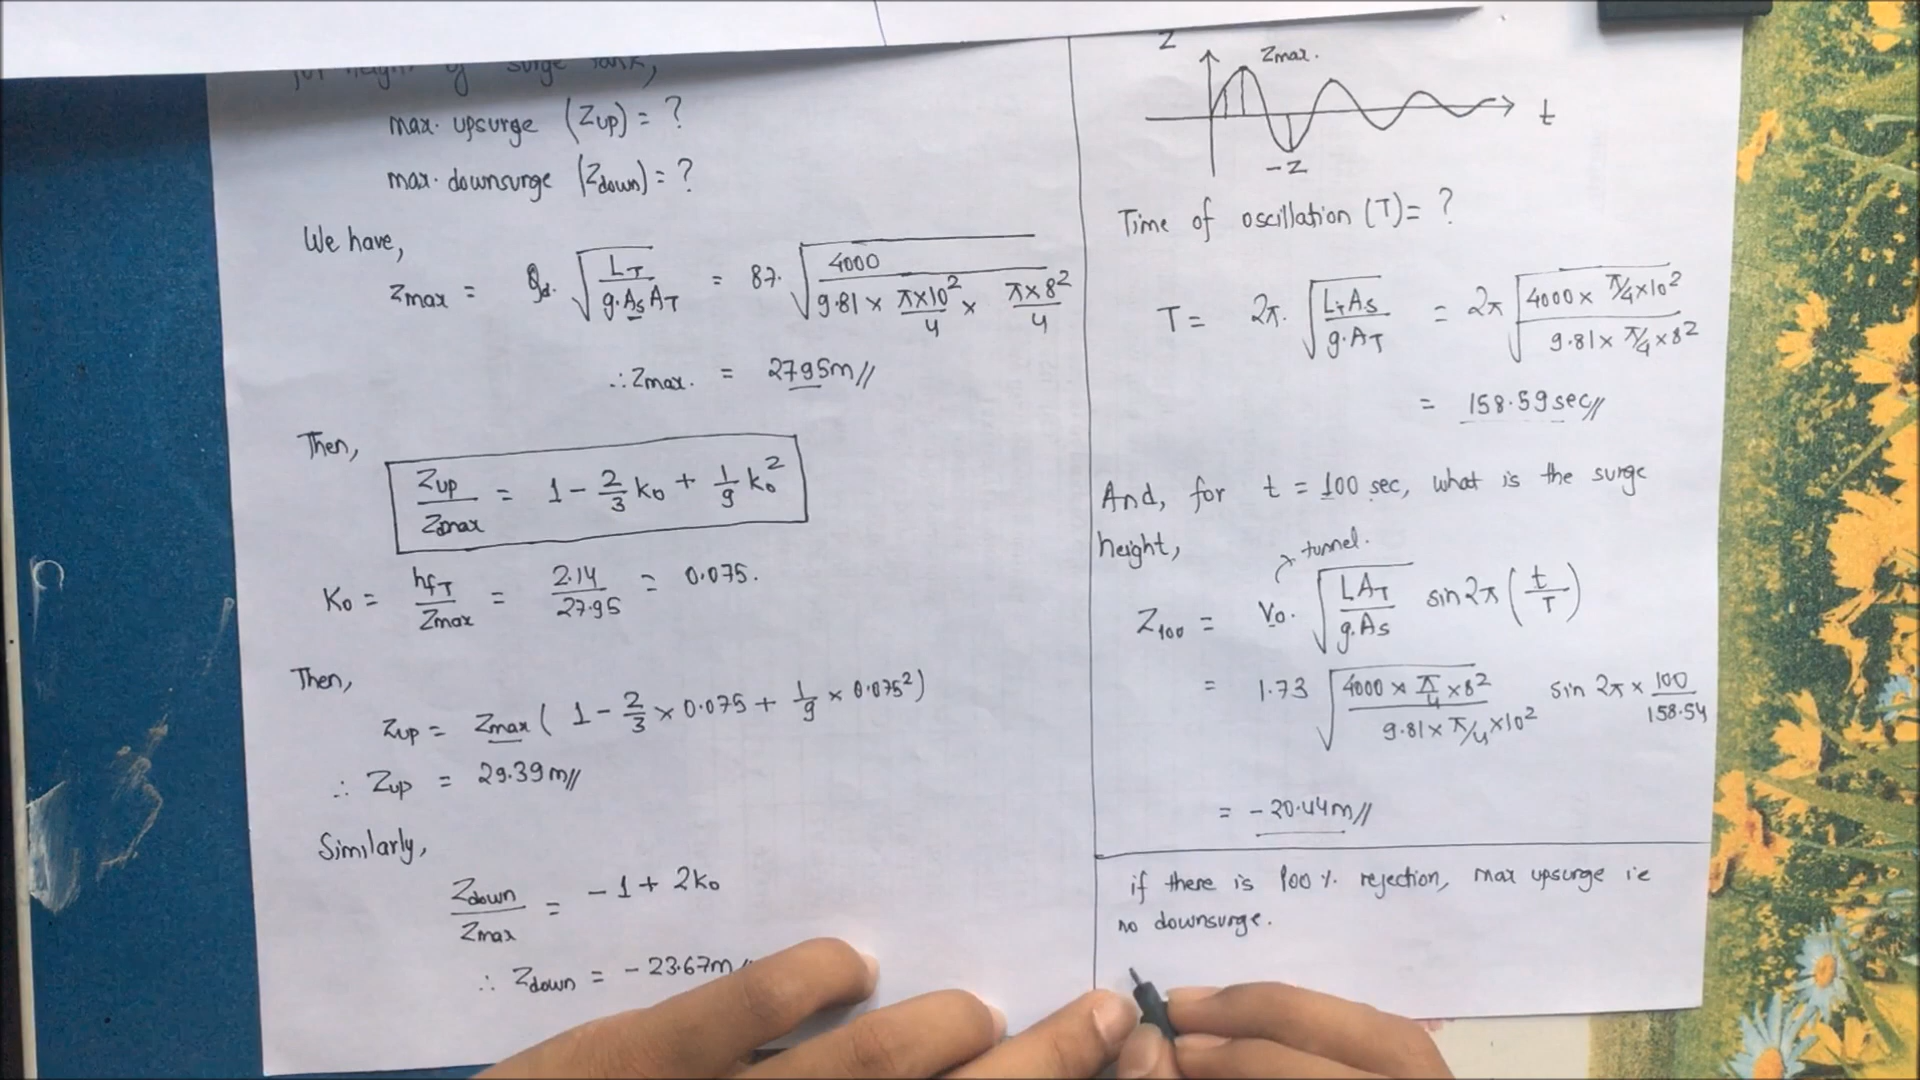 for height of surge tank,
max. upsurge (Zup) = ?
max. downsurge (Zdown) = ?
We have,
Zmax = Qd. √(LT / g.As AT) = 87. √(4000 / 9.81 × π×10²/4 × π×8²/4)
∴ Zmax. = 27.95m//
Then,
Zup/Zmax = 1 - 2/3 k₀ + 1/9 k₀²
K₀ = hfT/Zmax = 2.14/27.95 = 0.075.
Then,
Zup = Zmax ( 1 - 2/3 × 0.075 + 1/9 × 0.075²)
∴ Zup = 29.39m//
Similarly,
Zdown/Zmax = -1 + 2K₀
∴ Zdown = -23.67m//
Z
Zmax.
t
-Z
Time of oscillation (T) = ?
T = 2π. √(LT As / g.AT) = 2π √(4000 × π/4×10² / 9.81× π/4 ×8²)
= 158.59 sec//
And, for t = 100 sec, what is the surge
height,
tunnel.
Z₁₀₀ = V₀. √(LAT / g.As) sin 2π (t/T)
= 1.73 √(4000 × π/4 ×8² / 9.81× π/4 ×10²) sin 2π × 100/158.54
= -20.44m//
if there is 100 % rejection, max upsurge i.e
no downsurge.